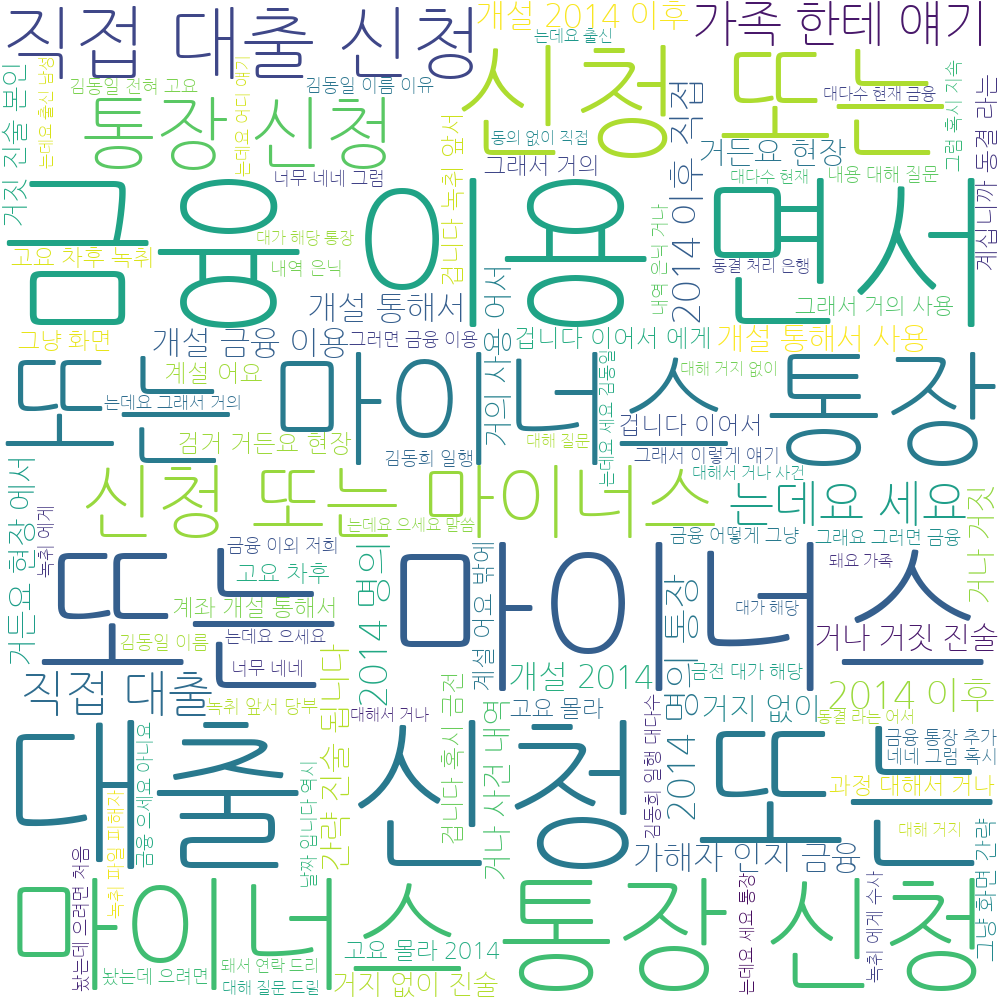 직접 대출 신청
개설 2014 이후
가족 한테 얘기
는데요 출신
신청 또는
김동일 전혀 고요
는데요 출신 남성
는데요 어디 얘기
김동일 이름 이유
대다수 현재 금융
그럼 혹시 지속
계십니까 동결 라는
거짓 진술 본인
통장 신청
겁니다 녹취 앞서
동의 없이 직접
2014 이후 직접
거든요 현장
너무 네네 그럼
그래서 거의
대다수 현재
내용 대해 질문
금융 이용 면서
고요 차후 녹취
대가 해당 통장
내역 은닉
내역 은닉 거나
동결 처리 은행
개설 통해서
그래서 거의 사용
그냥 화면
개설 금융 이용
그러면 금융 이용
거의 사용
어서
겁니다 이어서 에게
개설 통해서 사용
또는 마이너스 통장
계설 어요
는데요 그래서 거의
는데요 세요 김동일
대해 거지 없이
검거 거든요 현장
김동희 일행
대해 질문
겁니다 이어서
그래서 이렇게 얘기
대해서 거나 사건
거든요 현장 에서
녹취 에게
신청 또는 마이너스
는데요 으세요 말씀
는데요 세요
거나 거짓
금융 이외 저희
금융 어떻게 그냥
그래요 그러면 금융
돼요 가족
또는 마이너스
고요 차후
2014 명의
계설 어요 밖에
명의 통장
대가 해당
계좌 개설 통해서
김동일 이름
는데요 으세요
거나 거짓 진술
너무 네네
직접 대출
녹취 앞서 당부
간략 진술 됩니다
대해서 거나
겁니다 혹시 금전
개설 2014
고요 몰라
금전 대가 해당
거지 없이
2014 이후
동결 라는 어서
대출 신청 또는
금융 으세요 아니요
날짜 입니다 역시
거나 사건 내역
김동희 일행 대다수
2014 명의 통장
금융 통장 추가
네네 그럼 혹시
과정 대해서 거나
대해 거지
녹취 파일 피해자
가해자 인지 금융
놨는데 으려면 처음
마이너스 통장 신청
는데요 세요 통장
녹취 에게 수사
그냥 화면 간략
고요 몰라 2014
놨는데 으려면
돼서 연락 드리
대해 질문 드릴
거지 없이 진술